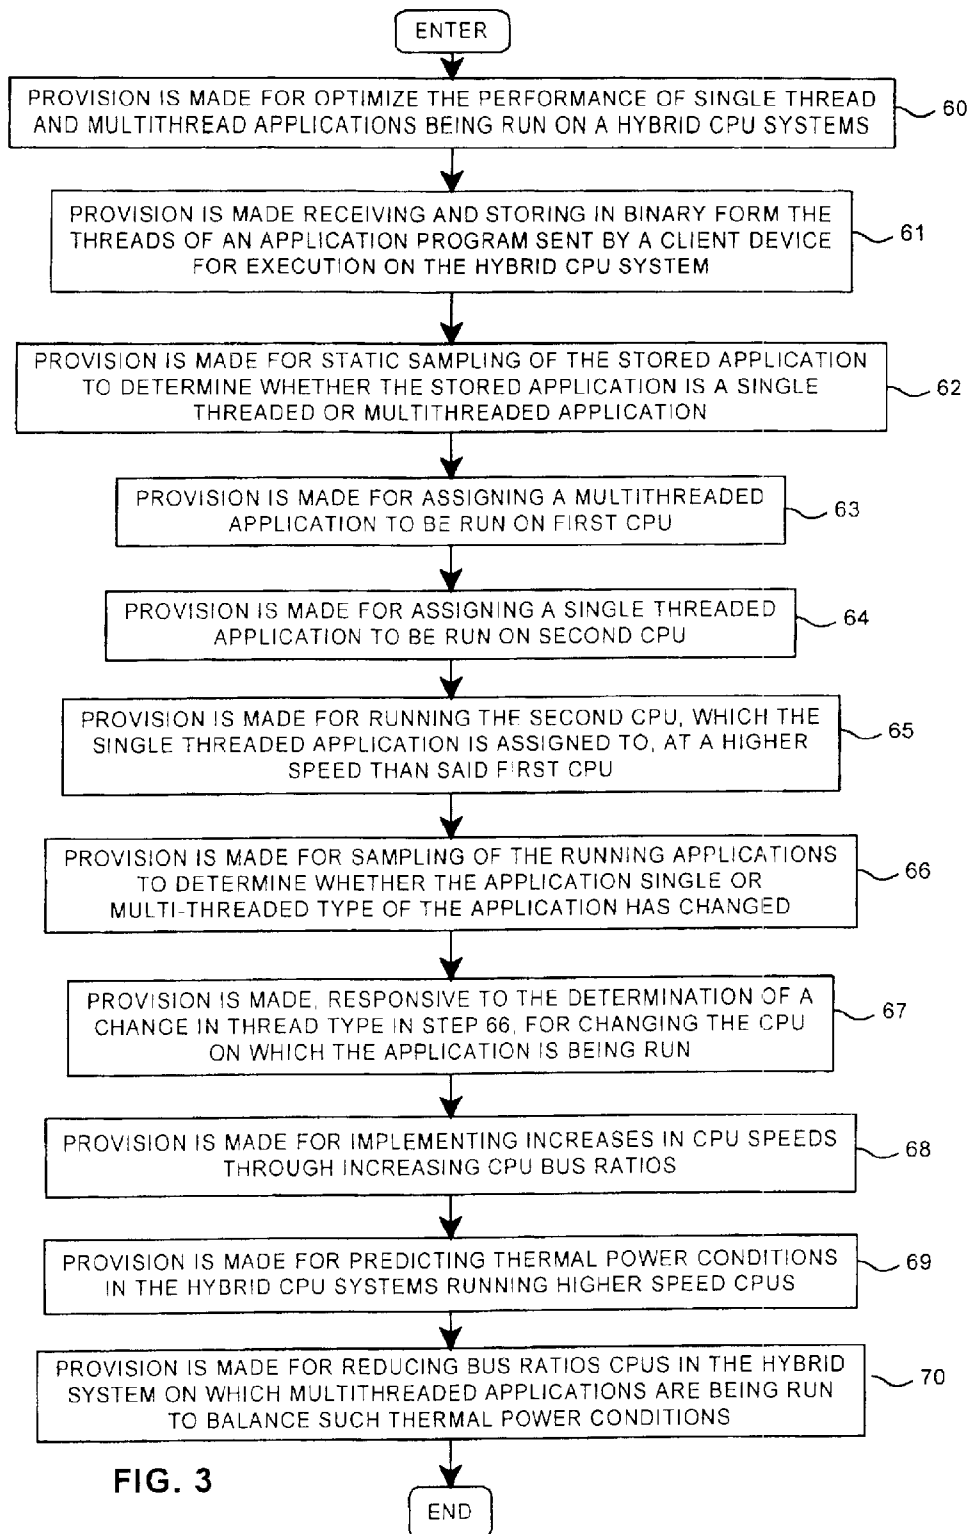 ENTER
PROVISION IS MADE FOR OPTIMIZE THE PERFORMANCE OF SINGLE THREAD
AND MULTITHREAD APPLICATIONS BEING RUN ON A HYBRID CPU SYSTEMS
60
PROVISION IS MADE RECEIVING AND STORING IN BINARY FORM THE
THREADS OF AN APPLICATION PROGRAM SENT BY A CLIENT DEVICE
FOR EXECUTION ON THE HYBRID CPU SYSTEM
61
PROVISION IS MADE FOR STATIC SAMPLING OF THE STORED APPLICATION
TO DETERMINE WHETHER THE STORED APPLICATION IS A SINGLE
THREADED OR MULTITHREADED APPLICATION
62
PROVISION IS MADE FOR ASSIGNING A MULTITHREADED
APPLICATION TO BE RUN ON FIRST CPU
63
PROVISION IS MADE FOR ASSIGNING A SINGLE THREADED
APPLICATION TO BE RUN ON SECOND CPU
64
PROVISION IS MADE FOR RUNNING THE SECOND CPU, WHICH THE
SINGLE THREADED APPLICATION IS ASSIGNED TO, AT A HIGHER
SPEED THAN SAID FIRST CPU
65
PROVISION IS MADE FOR SAMPLING OF THE RUNNING APPLICATIONS
TO DETERMINE WHETHER THE APPLICATION SINGLE OR
MULTI-THREADED TYPE OF THE APPLICATION HAS CHANGED
66
PROVISION IS MADE, RESPONSIVE TO THE DETERMINATION OF A
CHANGE IN THREAD TYPE IN STEP 66, FOR CHANGING THE CPU
ON WHICH THE APPLICATION IS BEING RUN
67
PROVISION IS MADE FOR IMPLEMENTING INCREASES IN CPU SPEEDS
THROUGH INCREASING CPU BUS RATIOS
68
PROVISION IS MADE FOR PREDICTING THERMAL POWER CONDITIONS
IN THE HYBRID CPU SYSTEMS RUNNING HIGHER SPEED CPUS
69
PROVISION IS MADE FOR REDUCING BUS RATIOS CPUS IN THE HYBRID
SYSTEM ON WHICH MULTITHREADED APPLICATIONS ARE BEING RUN
TO BALANCE SUCH THERMAL POWER CONDITIONS
70
FIG. 3
END